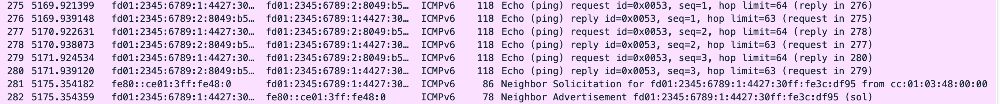 275 5169.921399 fd01:2345:6789:1:4427:30… fd01:2345:6789:2:8049:b5… ICMPv6 118 Echo (ping) request id=0x0053, seq=1, hop limit=64 (reply in 276)
276 5169.939148 fd01:2345:6789:2:8049:b5… fd01:2345:6789:1:4427:30… ICMPv6 118 Echo (ping) reply id=0x0053, seq=1, hop limit=63 (request in 275)
277 5170.922631 fd01:2345:6789:1:4427:30… fd01:2345:6789:2:8049:b5… ICMPv6 118 Echo (ping) request id=0x0053, seq=2, hop limit=64 (reply in 278)
278 5170.938073 fd01:2345:6789:2:8049:b5… fd01:2345:6789:1:4427:30… ICMPv6 118 Echo (ping) reply id=0x0053, seq=2, hop limit=63 (request in 277)
279 5171.924534 fd01:2345:6789:1:4427:30… fd01:2345:6789:2:8049:b5… ICMPv6 118 Echo (ping) request id=0x0053, seq=3, hop limit=64 (reply in 280)
280 5171.939120 fd01:2345:6789:2:8049:b5… fd01:2345:6789:1:4427:30… ICMPv6 118 Echo (ping) reply id=0x0053, seq=3, hop limit=63 (request in 279)
281 5175.354182 fe80::ce01:3ff:fe48:0 fd01:2345:6789:1:4427:30… ICMPv6 86 Neighbor Solicitation for fd01:2345:6789:1:4427:30ff:fe3c:df95 from cc:01:03:48:00:00
282 5175.354359 fd01:2345:6789:1:4427:30… fe80::ce01:3ff:fe48:0 ICMPv6 78 Neighbor Advertisement fd01:2345:6789:1:4427:30ff:fe3c:df95 (sol)